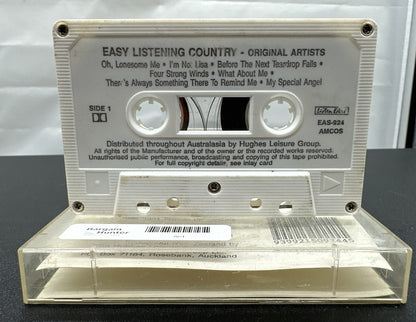 EASY LISTENING COUNTRY - ORIGINAL ARTISTS
Oh, Lonesome Me • I'm Not Lisa • Before The Next Teardrop Falls •
Four Strong Winds • What About Me •
There's Always Something There To Remind Me • My Special Angel
SIDE 1
EAS-924
AMCOS
Distributed throughout Australasia by Hughes Leisure Group.
All rights of the Manufacturer and of the owner or the recorded works reserved.
Unauthorised public performance, broadcasting and copying of this tape prohibited.
For full copyright details, see inlay card
Bargain
Hunter
Box 71184, Rosebank, Auckland